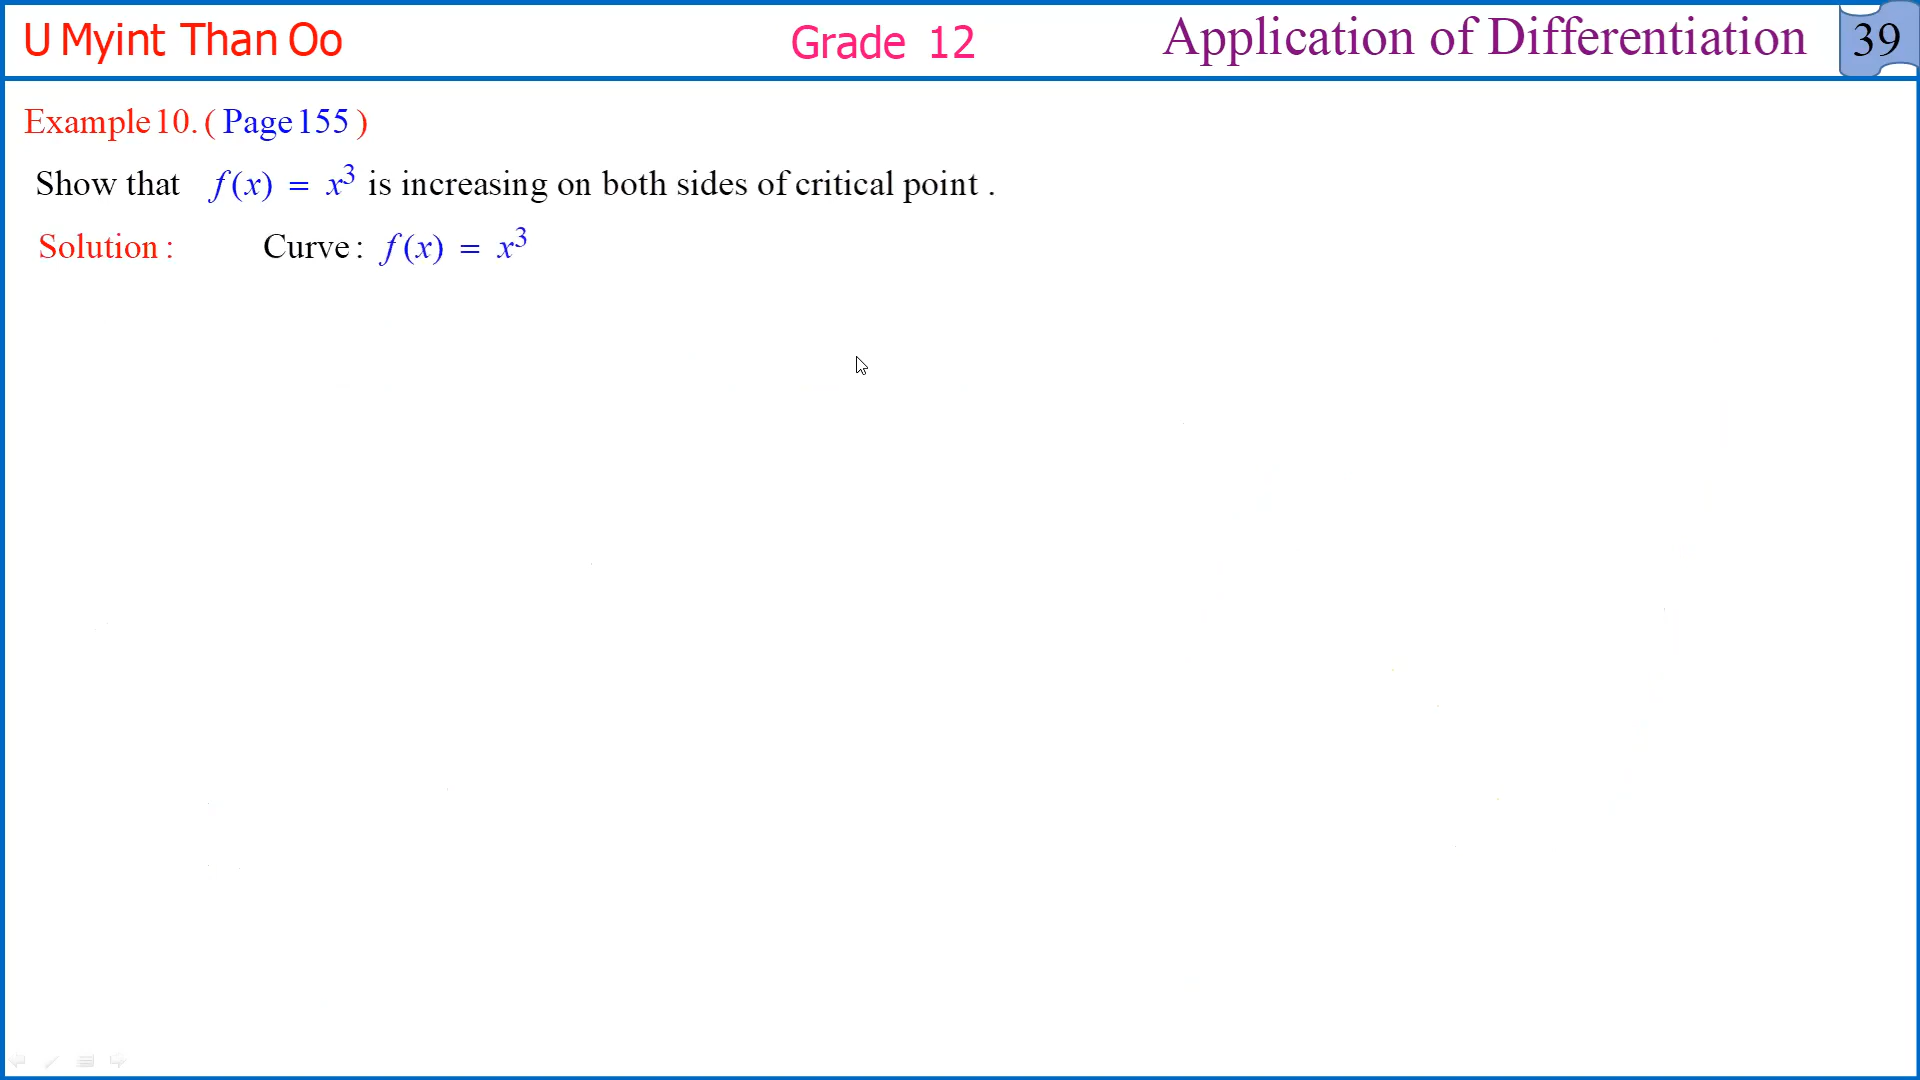 U Myint Than Oo
Grade 12
Application of Differentiation
39
Example 10. ( Page 155 )
Show that f(x) = x³ is increasing on both sides of critical point .
Solution : Curve : f(x) = x³